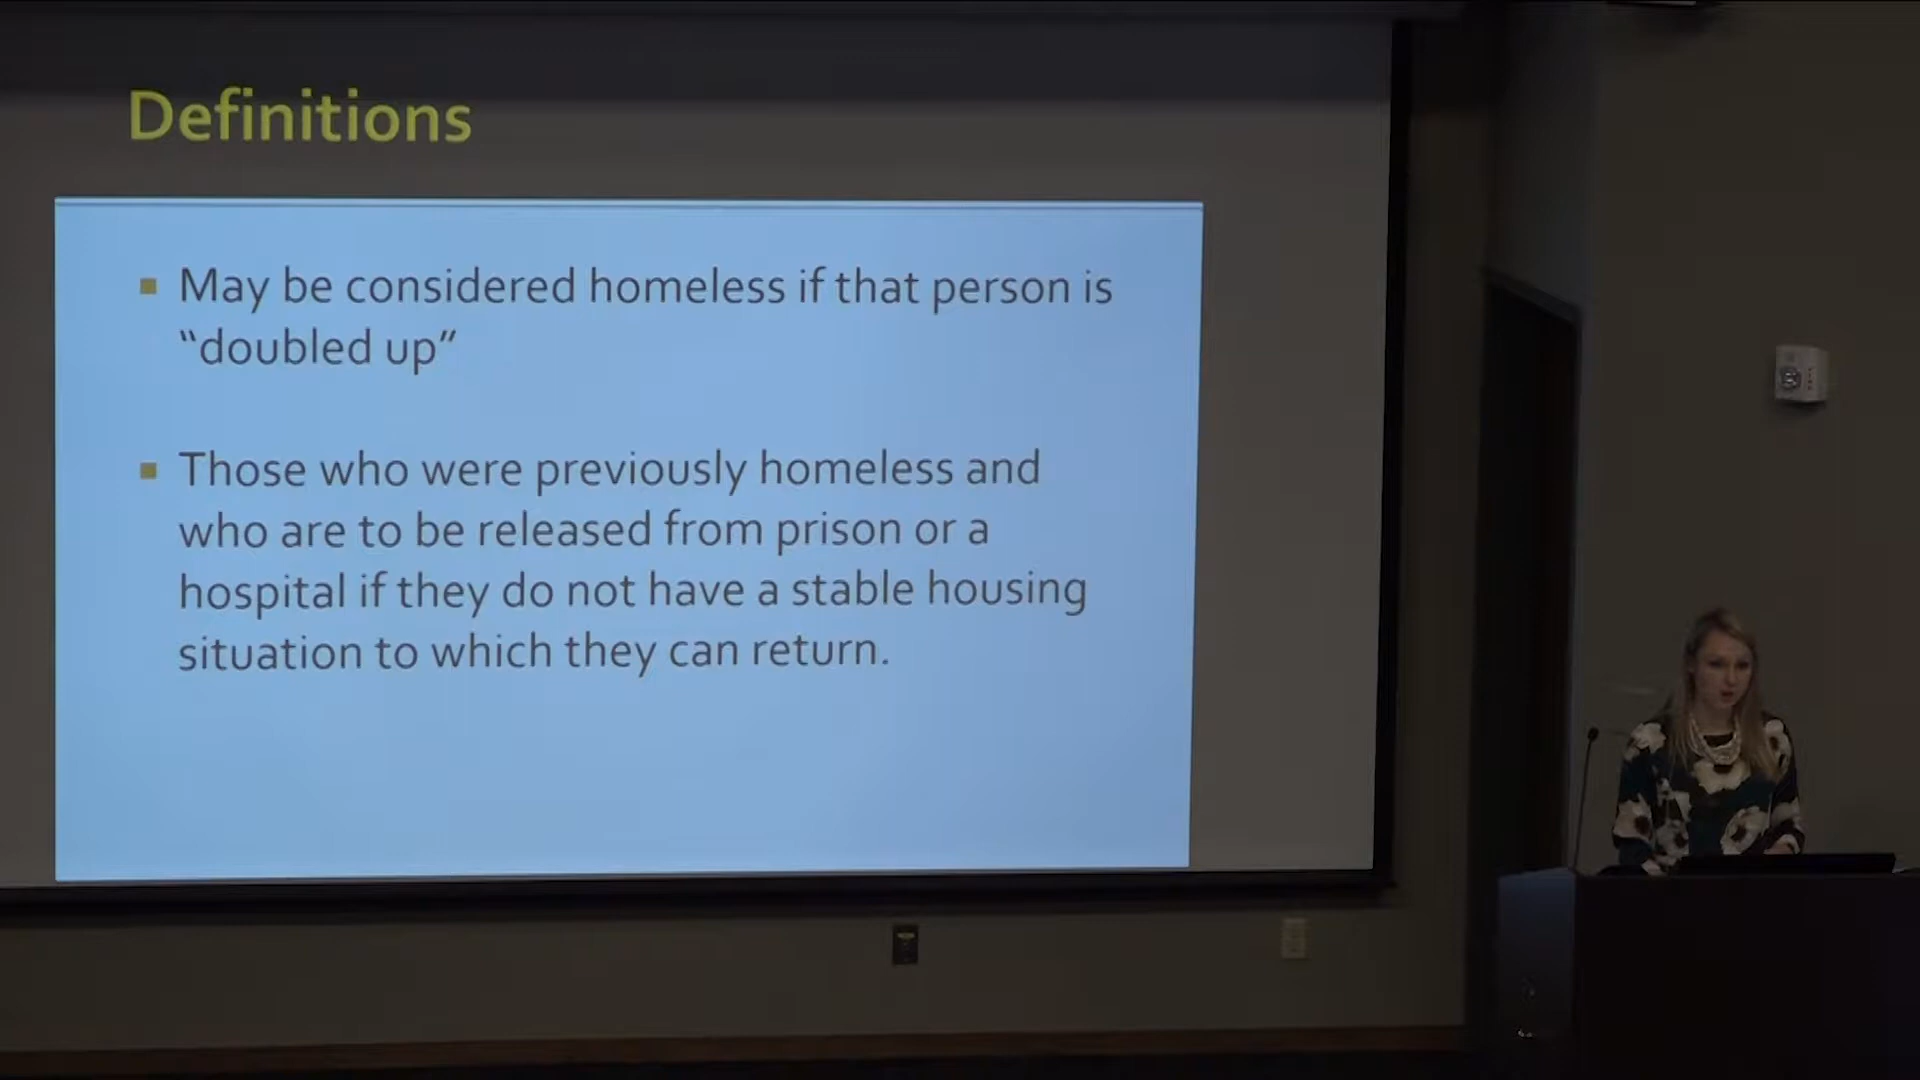 Definitions
May be considered homeless if that person is
“doubled up”
Those who were previously homeless and
who are to be released from prison or a
hospital if they do not have a stable housing
situation to which they can return.